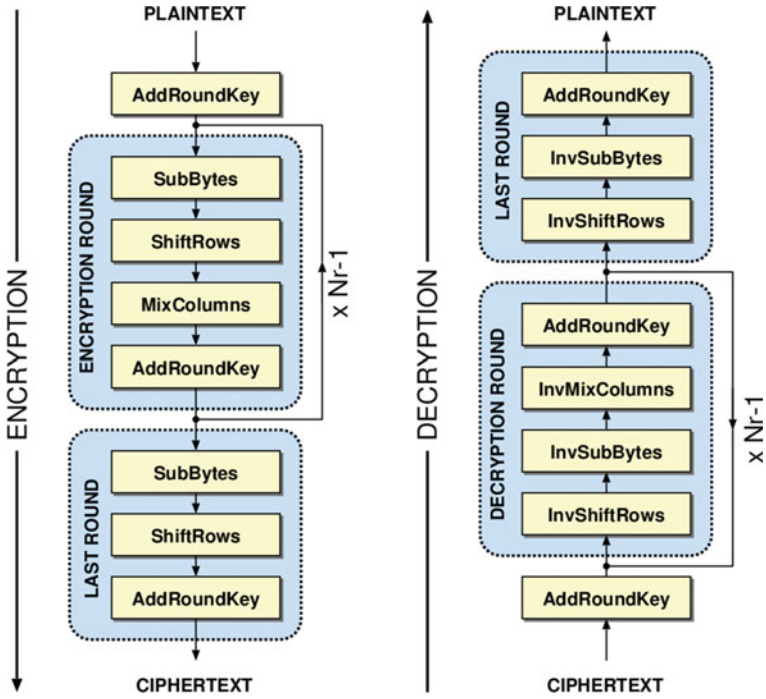 PLAINTEXT
AddRoundKey
ENCRYPTION ROUND
SubBytes
ShiftRows
MixColumns
AddRoundKey
x Nr-1
ENCRYPTION
LAST ROUND
SubBytes
ShiftRows
AddRoundKey
CIPHERTEXT
PLAINTEXT
LAST ROUND
AddRoundKey
InvSubBytes
InvShiftRows
DECRYPTION
DECRYPTION ROUND
AddRoundKey
InvMixColumns
InvSubBytes
InvShiftRows
x Nr-1
AddRoundKey
CIPHERTEXT